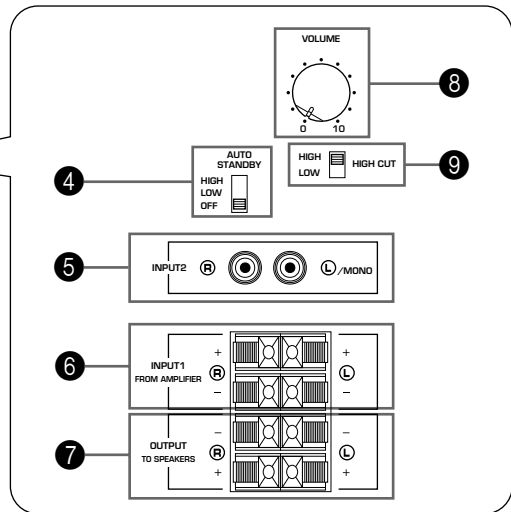 VOLUME
0 10
8
AUTO
STANDBY
HIGH
LOW
OFF
4
HIGH
LOW
HIGH CUT
9
5
INPUT2 R L/MONO
6
INPUT1
FROM AMPLIFIER
+ +
R L
− −
7
OUTPUT
TO SPEAKERS
− −
R L
+ +